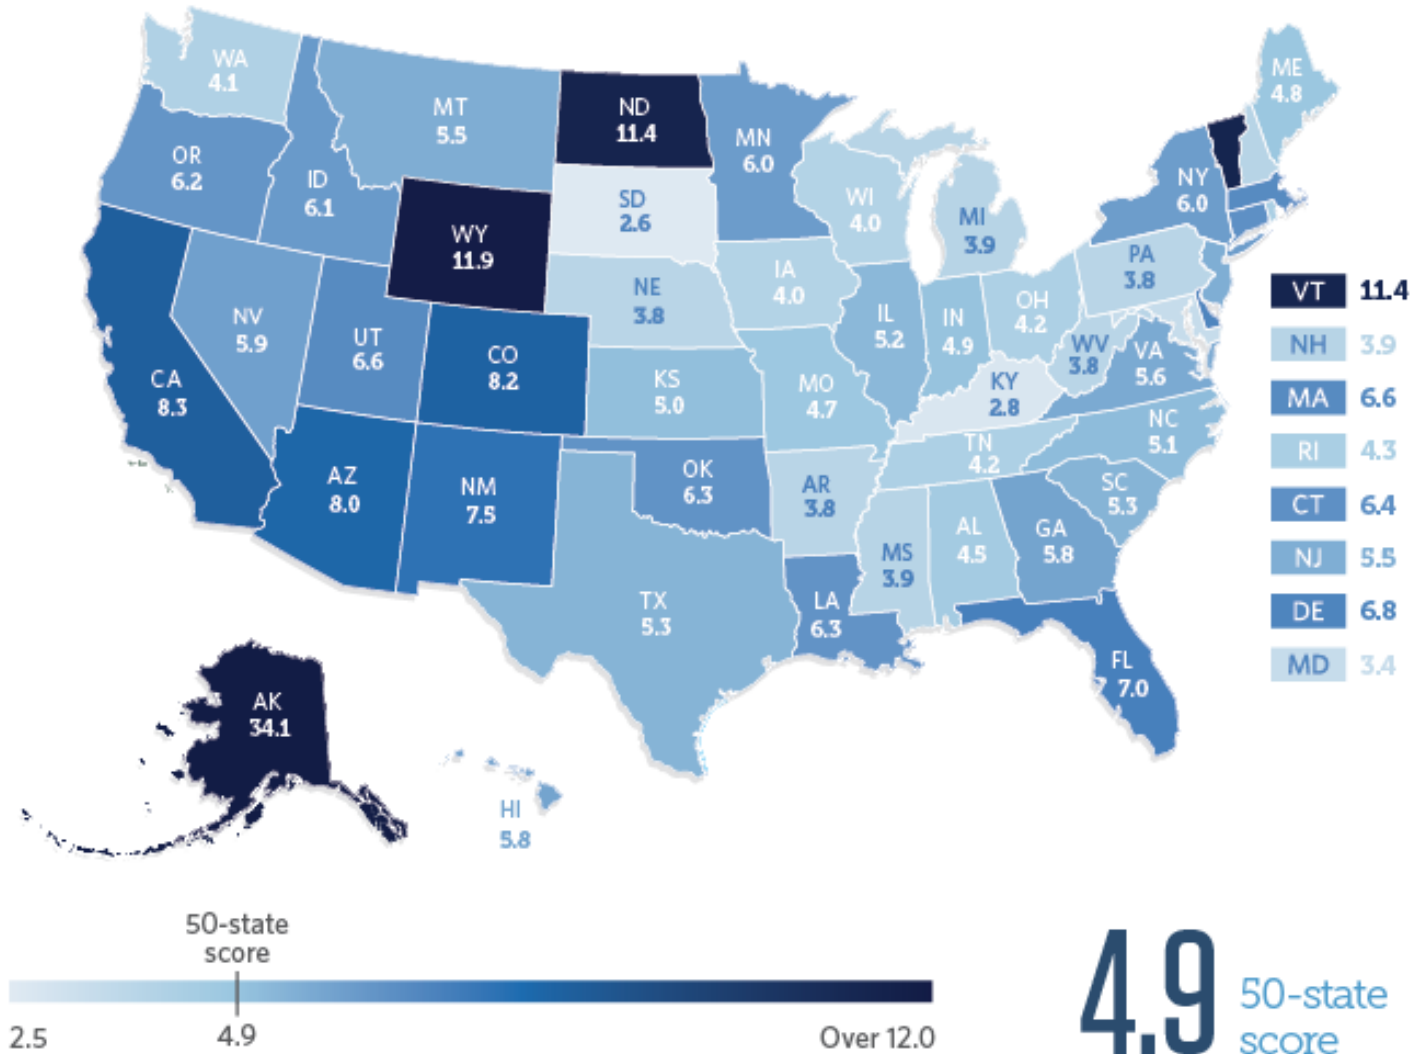 WA
4.1
OR
6.2
ID
6.1
MT
5.5
ND
11.4
MN
6.0
SD
2.6
WY
11.9
NE
3.8
NV
5.9
UT
6.6
CO
8.2
CA
8.3
KS
5.0
AZ
8.0
NM
7.5
OK
6.3
TX
5.3
WI
4.0
MI
3.9
IA
4.0
IL
5.2
IN
4.9
OH
4.2
MO
4.7
KY
2.8
WV
3.8
VA
5.6
PA
3.8
NY
6.0
ME
4.8
NC
5.1
TN
4.2
SC
5.3
AR
3.8
MS
3.9
AL
4.5
GA
5.8
LA
6.3
FL
7.0
AK
34.1
HI
5.8
VT 11.4
NH 3.9
MA 6.6
RI 4.3
CT 6.4
NJ 5.5
DE 6.8
MD 3.4
50-state
score
2.5 4.9 Over 12.0
4.9 50-state
score